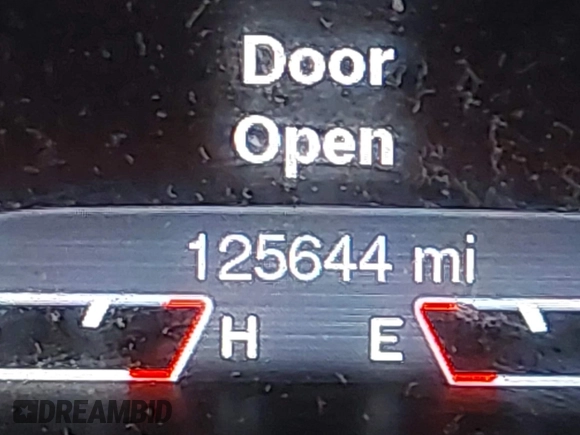 Door
Open
125644 mi
H E
DREAMBID